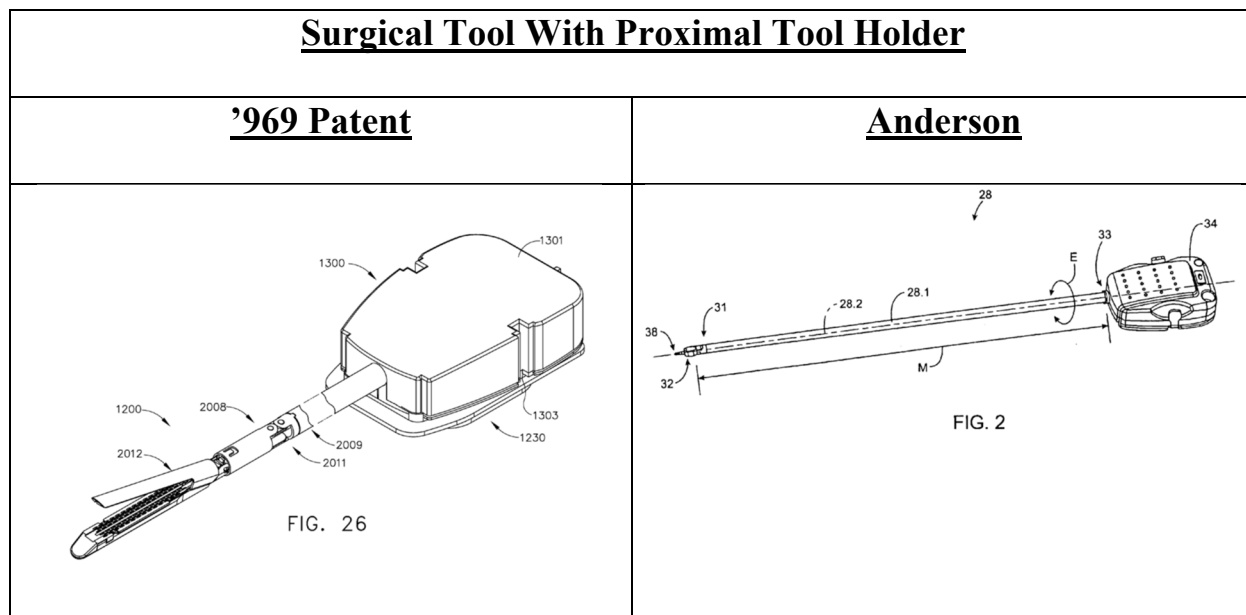 Surgical Tool With Proximal Tool Holder
’969 Patent
Anderson
1300
1301
1200
2008
2012
2009
2011
1303
1230
FIG. 26
28
34
33
E
28.1
28.2
31
38
32
M
FIG. 2